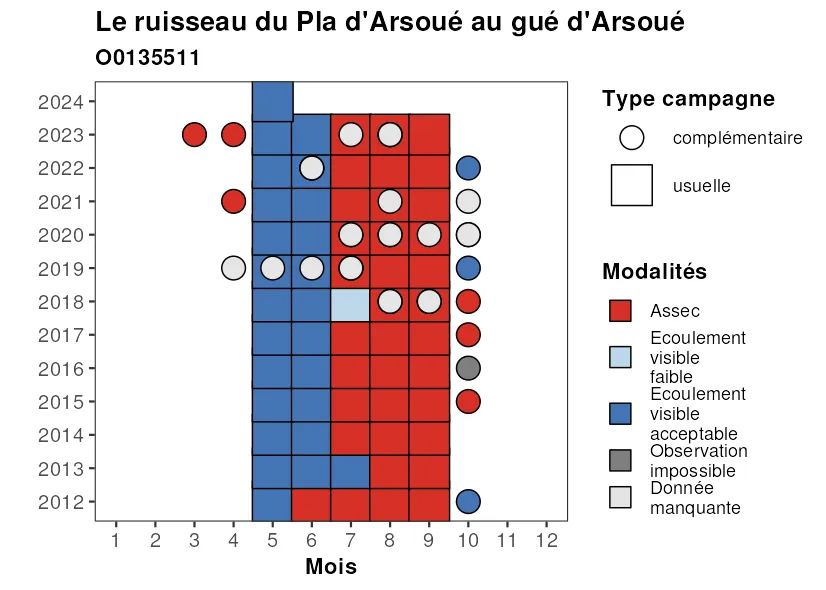 Le ruisseau du Pla d'Arsoué au gué d'Arsoué
O0135511
2024
2023
2022
2021
2020
2019
2018
2017
2016
2015
2014
2013
2012
1 2 3 4 5 6 7 8 9 10 11 12
Mois
Type campagne
complémentaire
usuelle
Modalités
Assec
Ecoulement
visible
faible
Ecoulement
visible
acceptable
Observation
impossible
Donnée
manquante